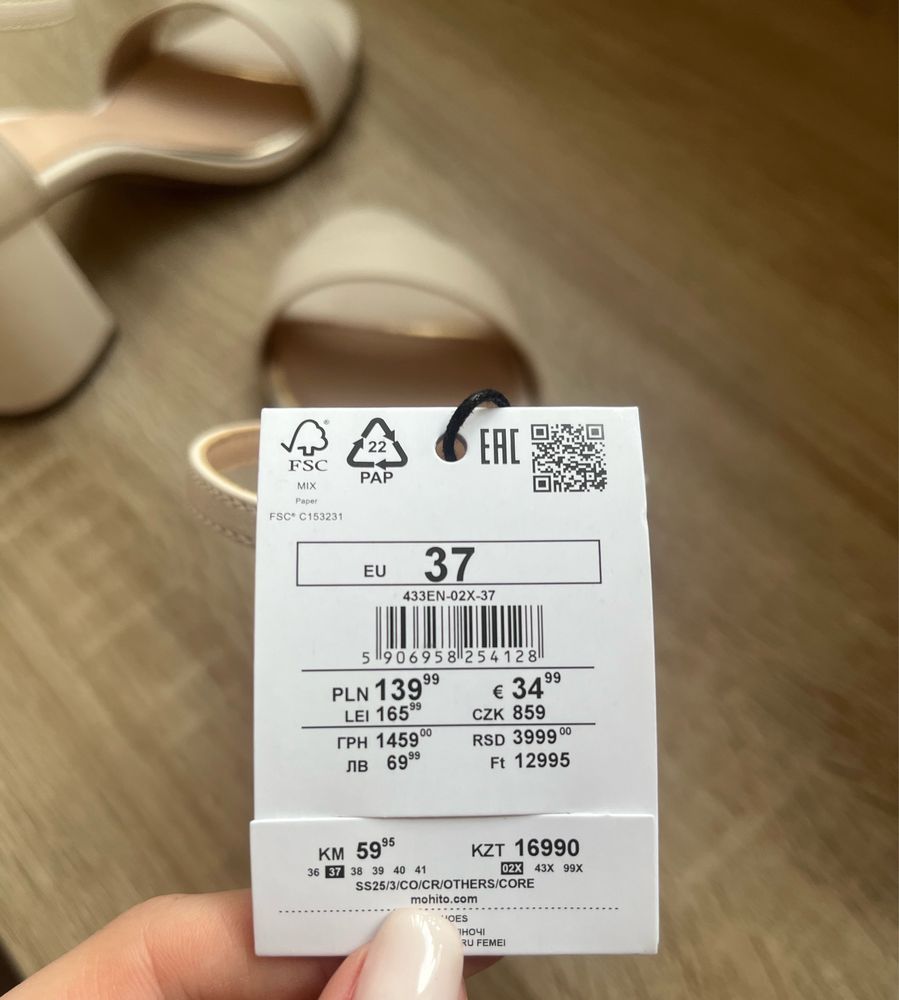 FSC®
MIX
Paper
FSC® C153231
22
PAP
EAC
EU 37
433EN-02X-37
5 906958 254128
PLN 139⁹⁹ € 34⁹⁹
LEI 165⁹⁹ CZK 859
ГРН 1459⁰⁰ RSD 3999⁰⁰
ЛВ 69⁹⁹ Ft 12995
KM 59⁹⁵ KZT 16990
36 37 38 39 40 41 02X 43X 99X
SS25/3/CO/CR/OTHERS/CORE
mohito.com
FEMEI